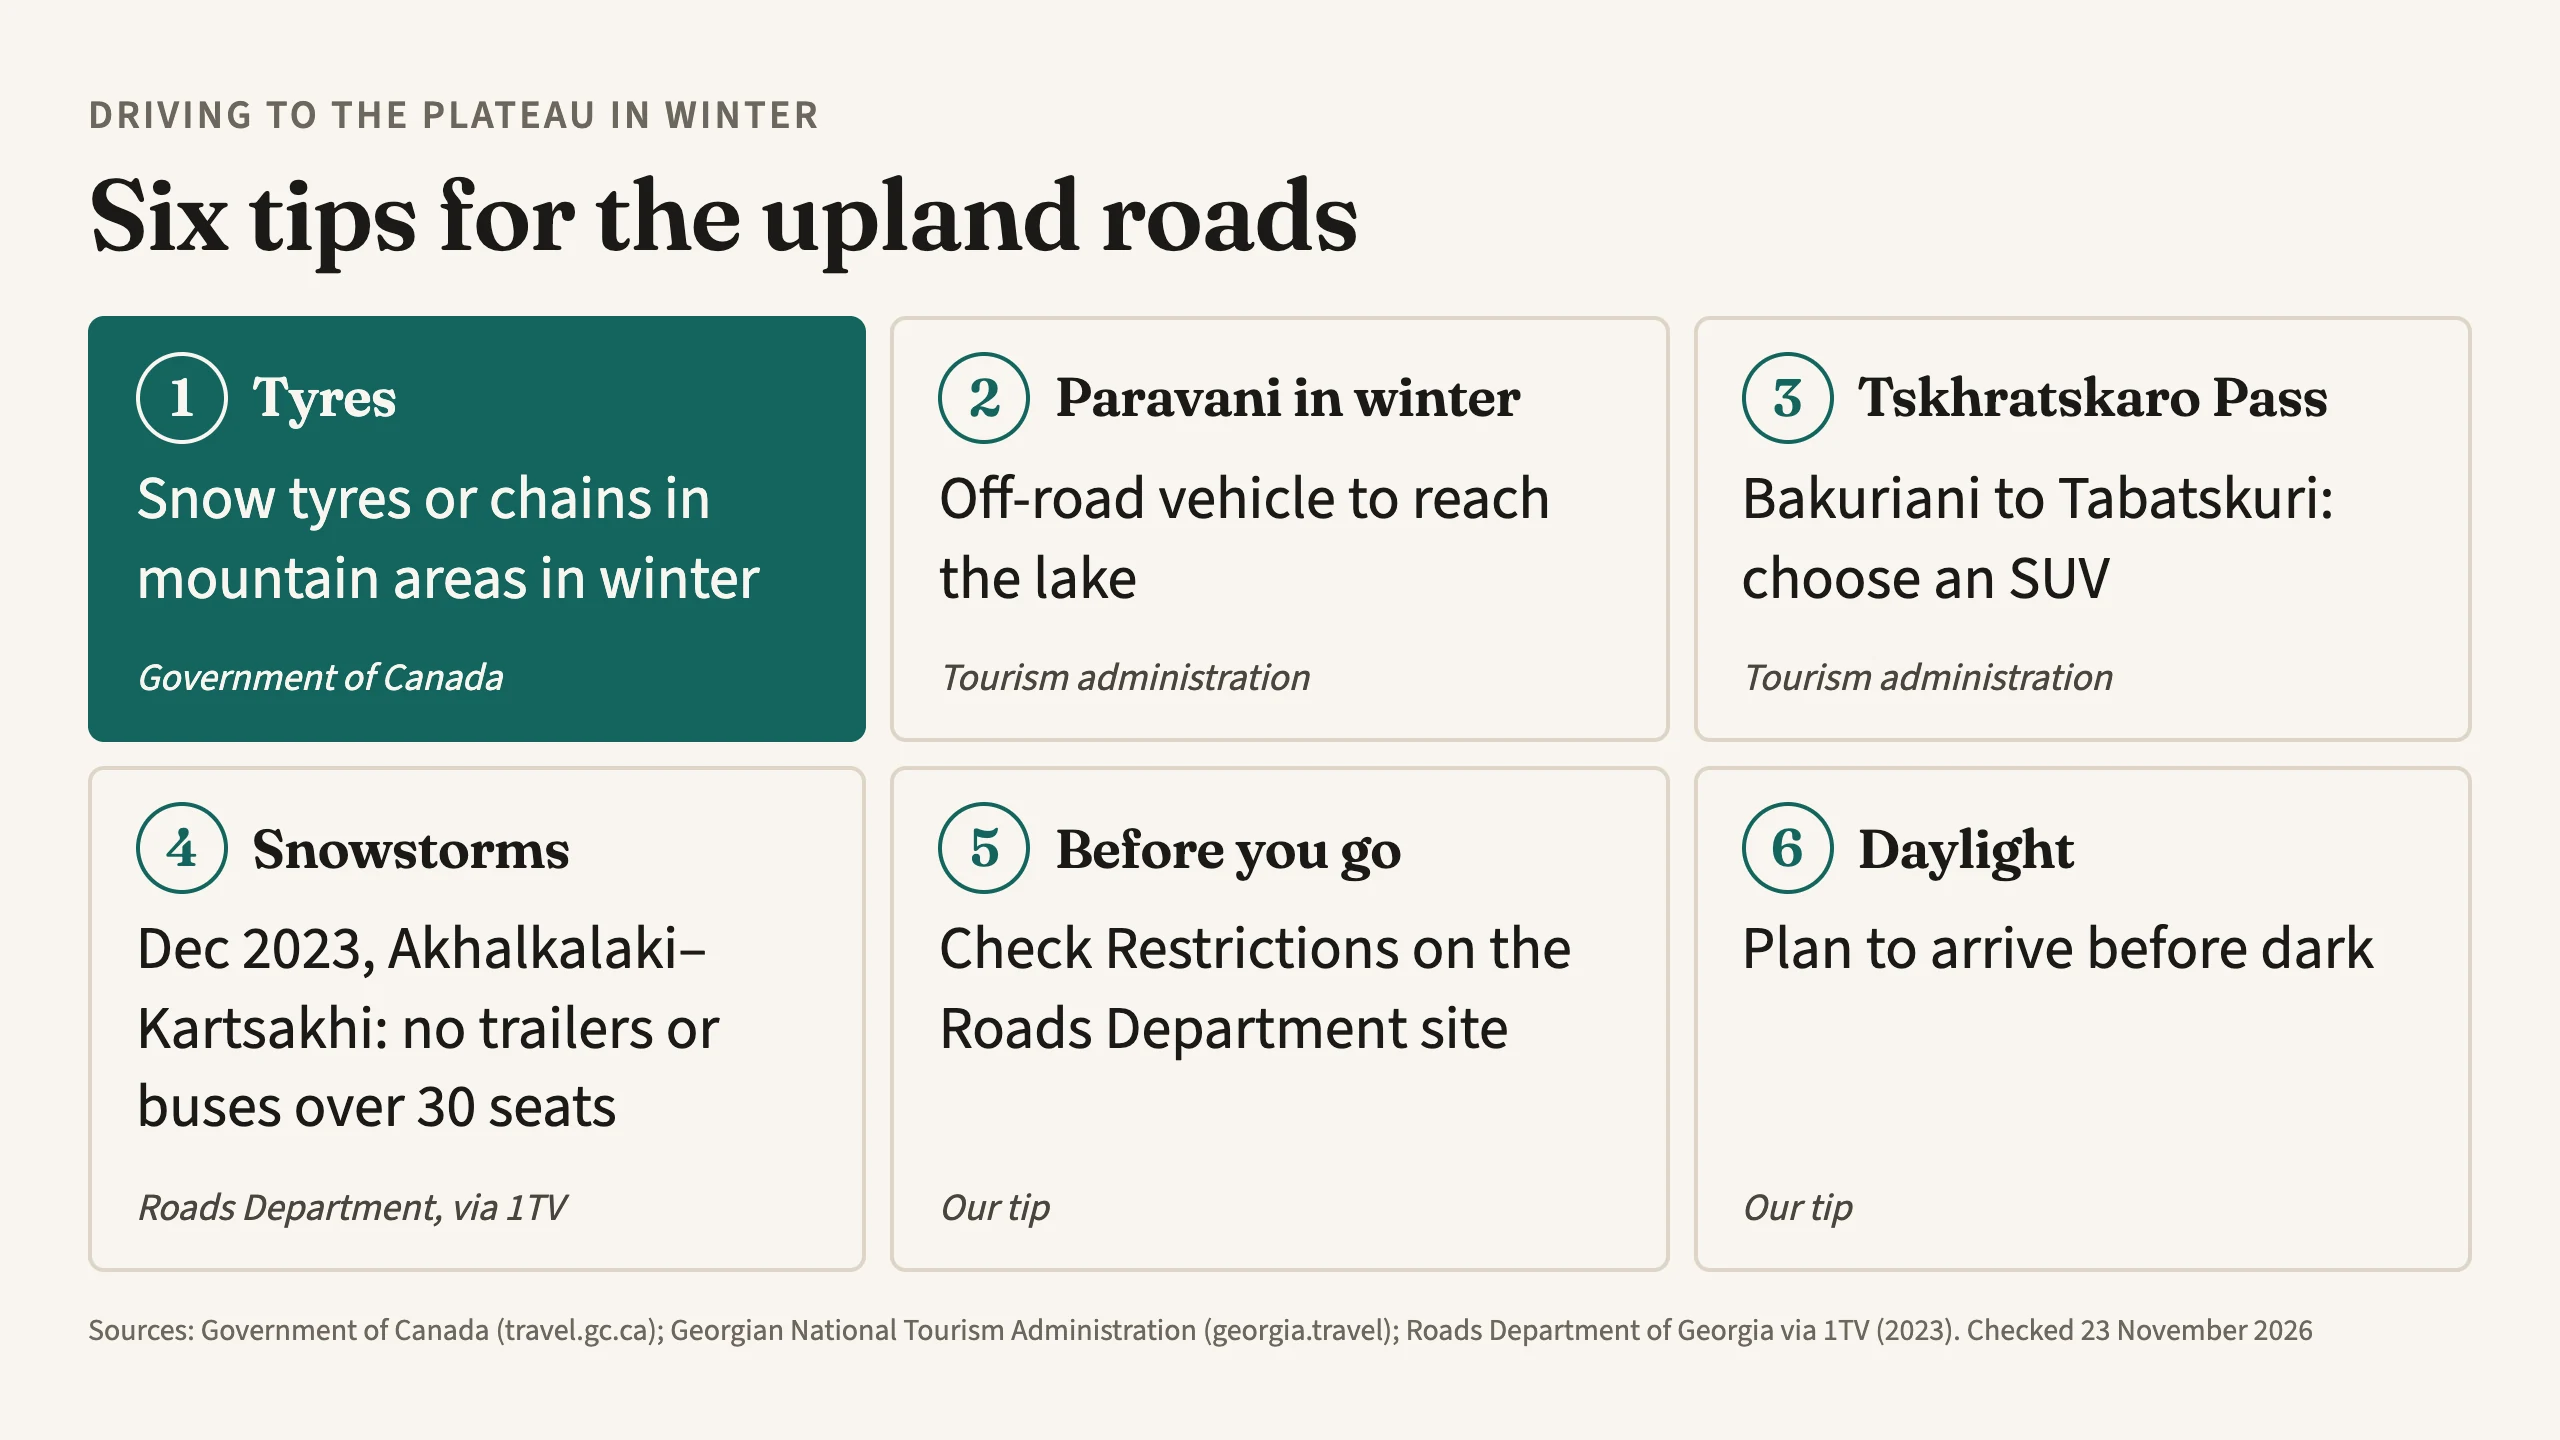 DRIVING TO THE PLATEAU IN WINTER
Six tips for the upland roads
1 Tyres
Snow tyres or chains in
mountain areas in winter
Government of Canada
2 Paravani in winter
Off-road vehicle to reach
the lake
Tourism administration
3 Tskhratskaro Pass
Bakuriani to Tabatskuri:
choose an SUV
Tourism administration
4 Snowstorms
Dec 2023, Akhalkalaki–
Kartsakhi: no trailers or
buses over 30 seats
Roads Department, via 1TV
5 Before you go
Check Restrictions on the
Roads Department site
Our tip
6 Daylight
Plan to arrive before dark
Our tip
Sources: Government of Canada (travel.gc.ca); Georgian National Tourism Administration (georgia.travel); Roads Department of Georgia via 1TV (2023). Checked 23 November 2026